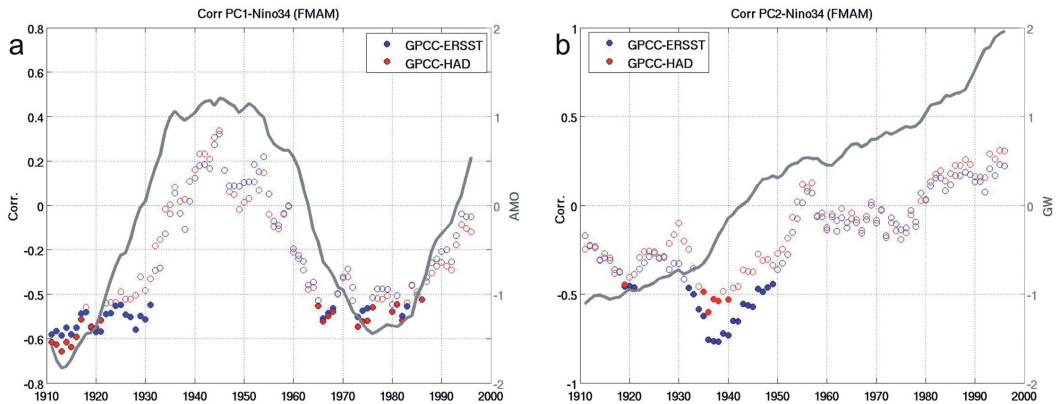 Corr PC1-Nino34 (FMAM)
a
GPCC-ERSST
GPCC-HAD
0.8
0.6
0.4
0.2
0
-0.2
-0.4
-0.6
-0.8
Corr.
2
1
0
-1
-2
AMO
1910 1920 1930 1940 1950 1960 1970 1980 1990 2000
Corr PC2-Nino34 (FMAM)
b
GPCC-ERSST
GPCC-HAD
1
0.5
0
-0.5
-1
Corr.
2
1
0
-1
-2
GW
1910 1920 1930 1940 1950 1960 1970 1980 1990 2000